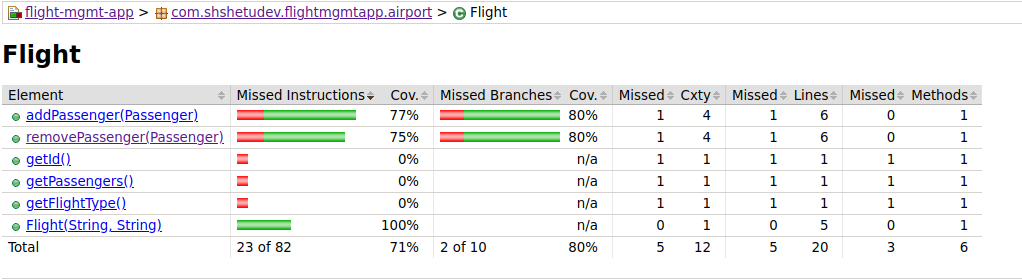 flight-mgmt-app > com.shshetudev.flightmgmtapp.airport > Flight
Flight
Element Missed Instructions Cov. Missed Branches Cov. Missed Cxty Missed Lines Missed Methods
addPassenger(Passenger) 77% 80% 1 4 1 6 0 1
removePassenger(Passenger) 75% 80% 1 4 1 6 0 1
getId() 0% n/a 1 1 1 1 1 1
getPassengers() 0% n/a 1 1 1 1 1 1
getFlightType() 0% n/a 1 1 1 1 1 1
Flight(String, String) 100% n/a 0 1 0 5 0 1
Total 23 of 82 71% 2 of 10 80% 5 12 5 20 3 6